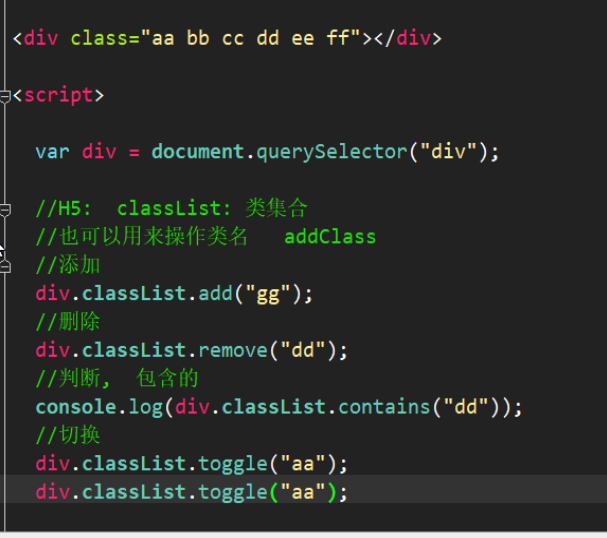 <div class="aa bb cc dd ee ff"></div>
<script>
var div = document.querySelector("div");
//H5: classList: 类集合
//也可以用来操作类名 addClass
//添加
div.classList.add("gg");
//删除
div.classList.remove("dd");
//判断, 包含的
console.log(div.classList.contains("dd"));
//切换
div.classList.toggle("aa");
div.classList.toggle("aa");